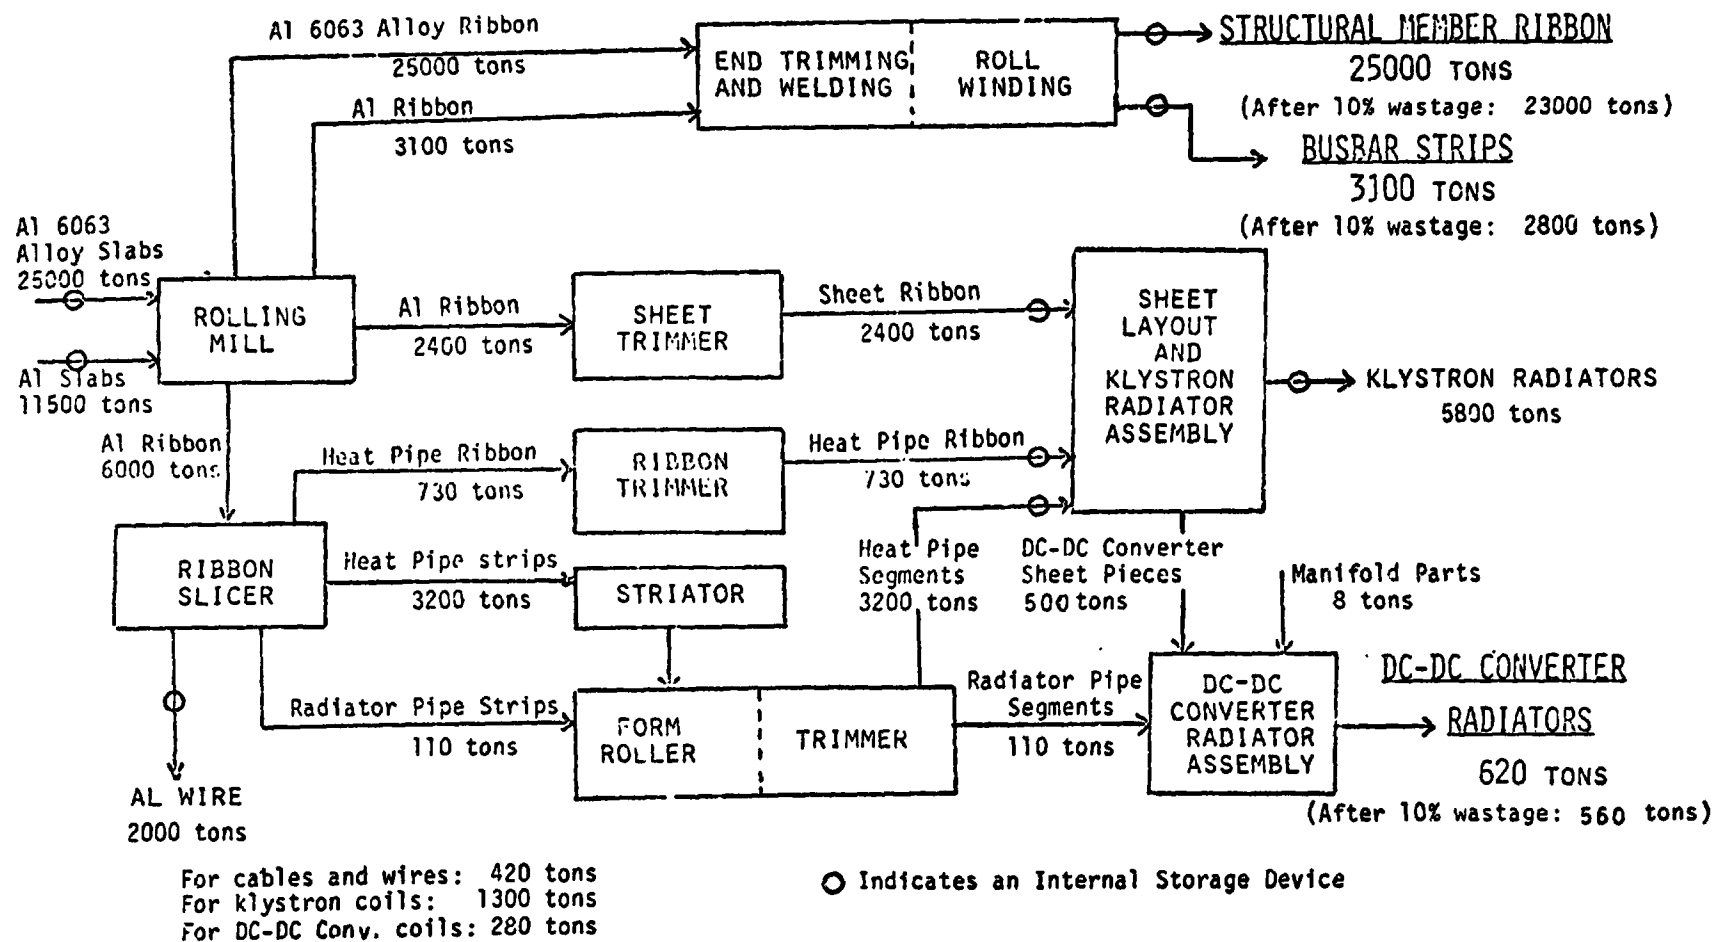 Al 6063 Alloy Ribbon
25000 tons
Al Ribbon
3100 tons
END TRIMMING
AND WELDING
ROLL
WINDING
STRUCTURAL MEMBER RIBBON
25000 TONS
(After 10% wastage: 23000 tons)
BUSBAR STRIPS
3100 TONS
(After 10% wastage: 2800 tons)
Al 6063
Alloy Slabs
25000 tons
ROLLING
MILL
Al Slabs
11500 tons
Al Ribbon
2400 tons
SHEET
TRIMMER
Sheet Ribbon
2400 tons
SHEET
LAYOUT
AND
KLYSTRON
RADIATOR
ASSEMBLY
KLYSTRON RADIATORS
5800 tons
Al Ribbon
6000 tons
Heat Pipe Ribbon
730 tons
RIBBON
TRIMMER
Heat Pipe Ribbon
730 tons
RIBBON
SLICER
Heat Pipe strips
3200 tons
STRIATOR
Heat Pipe
Segments
3200 tons
DC-DC Converter
Sheet Pieces
500 tons
Manifold Parts
8 tons
Radiator Pipe Strips
110 tons
FORM
ROLLER
TRIMMER
Radiator Pipe
Segments
110 tons
DC-DC
CONVERTER
RADIATOR
ASSEMBLY
DC-DC CONVERTER
RADIATORS
620 TONS
(After 10% wastage: 560 tons)
AL WIRE
2000 tons
For cables and wires: 420 tons
For klystron coils: 1300 tons
For DC-DC Conv. coils: 280 tons
Indicates an Internal Storage Device